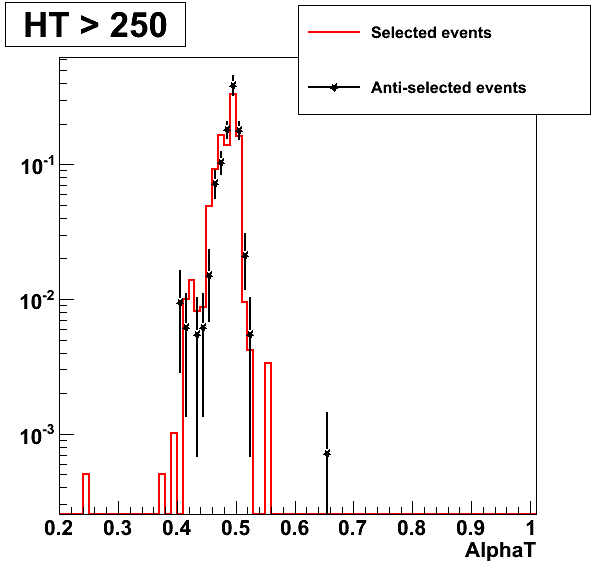 HT > 250
Selected events
Anti-selected events
10-1
10-2
10-3
0.2 0.3 0.4 0.5 0.6 0.7 0.8 0.9 1
AlphaT